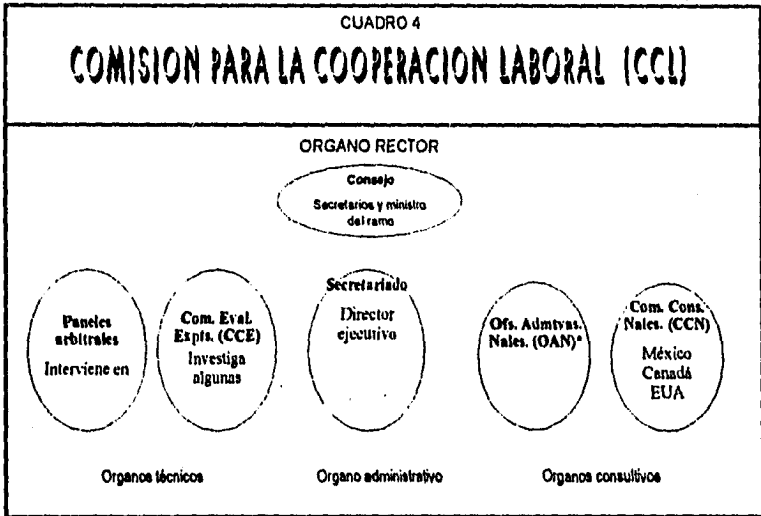 CUADRO 4
COMISION PARA LA COOPERACION LABORAL (CCL)
ORGANO RECTOR
Consejo
Secretarios y ministro
del ramo
Paneles
arbitrales
Interviene en
Com. Eval.
Expts. (CCE)
Investiga
algunas
Secretariado
Director
ejecutivo
Ofs. Admtvas.
Nales. (OAN)*
Com. Cons.
Nales. (CCN)
México
Canadá
EUA
Organos técnicos
Organo administrativo
Organos consultivos